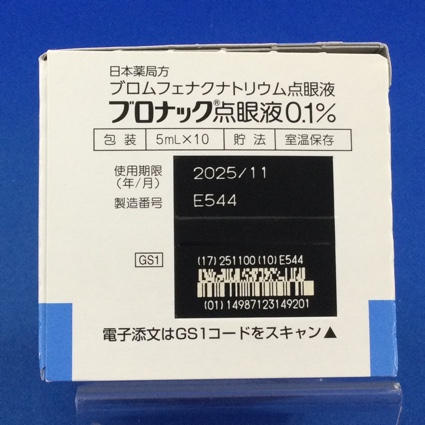 日本薬局方
ブロムフェナクナトリウム点眼液
ブロナック®点眼液0.1%
包装 5mL×10 貯法 室温保存
使用期限 2025/11
(年/月)
製造番号 E544
GS1 (17)251100(10)E544
(01)14987123149201
電子添文はGS1コードをスキャン▲